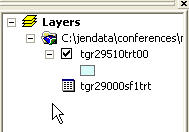 Layers
C:\jendata\conferences\r
tgr29510trt00
tgr29000sf1trt